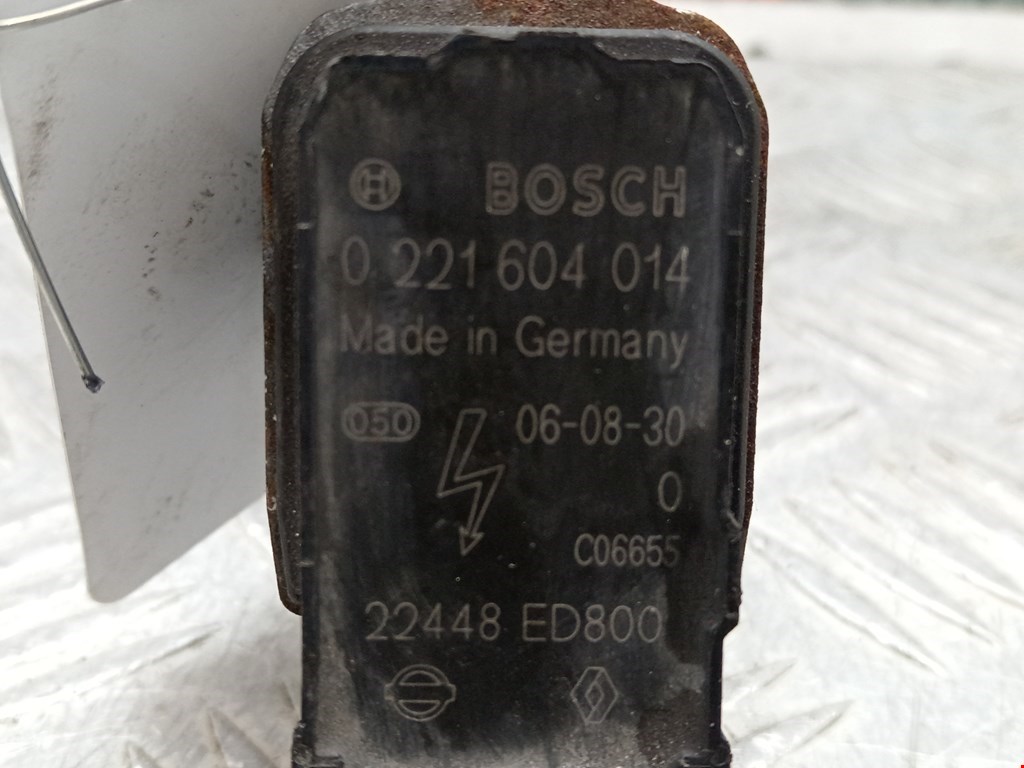 BOSCH
0 221 604 014
Made in Germany
050 06-08-30
0
C06655
22448 ED800